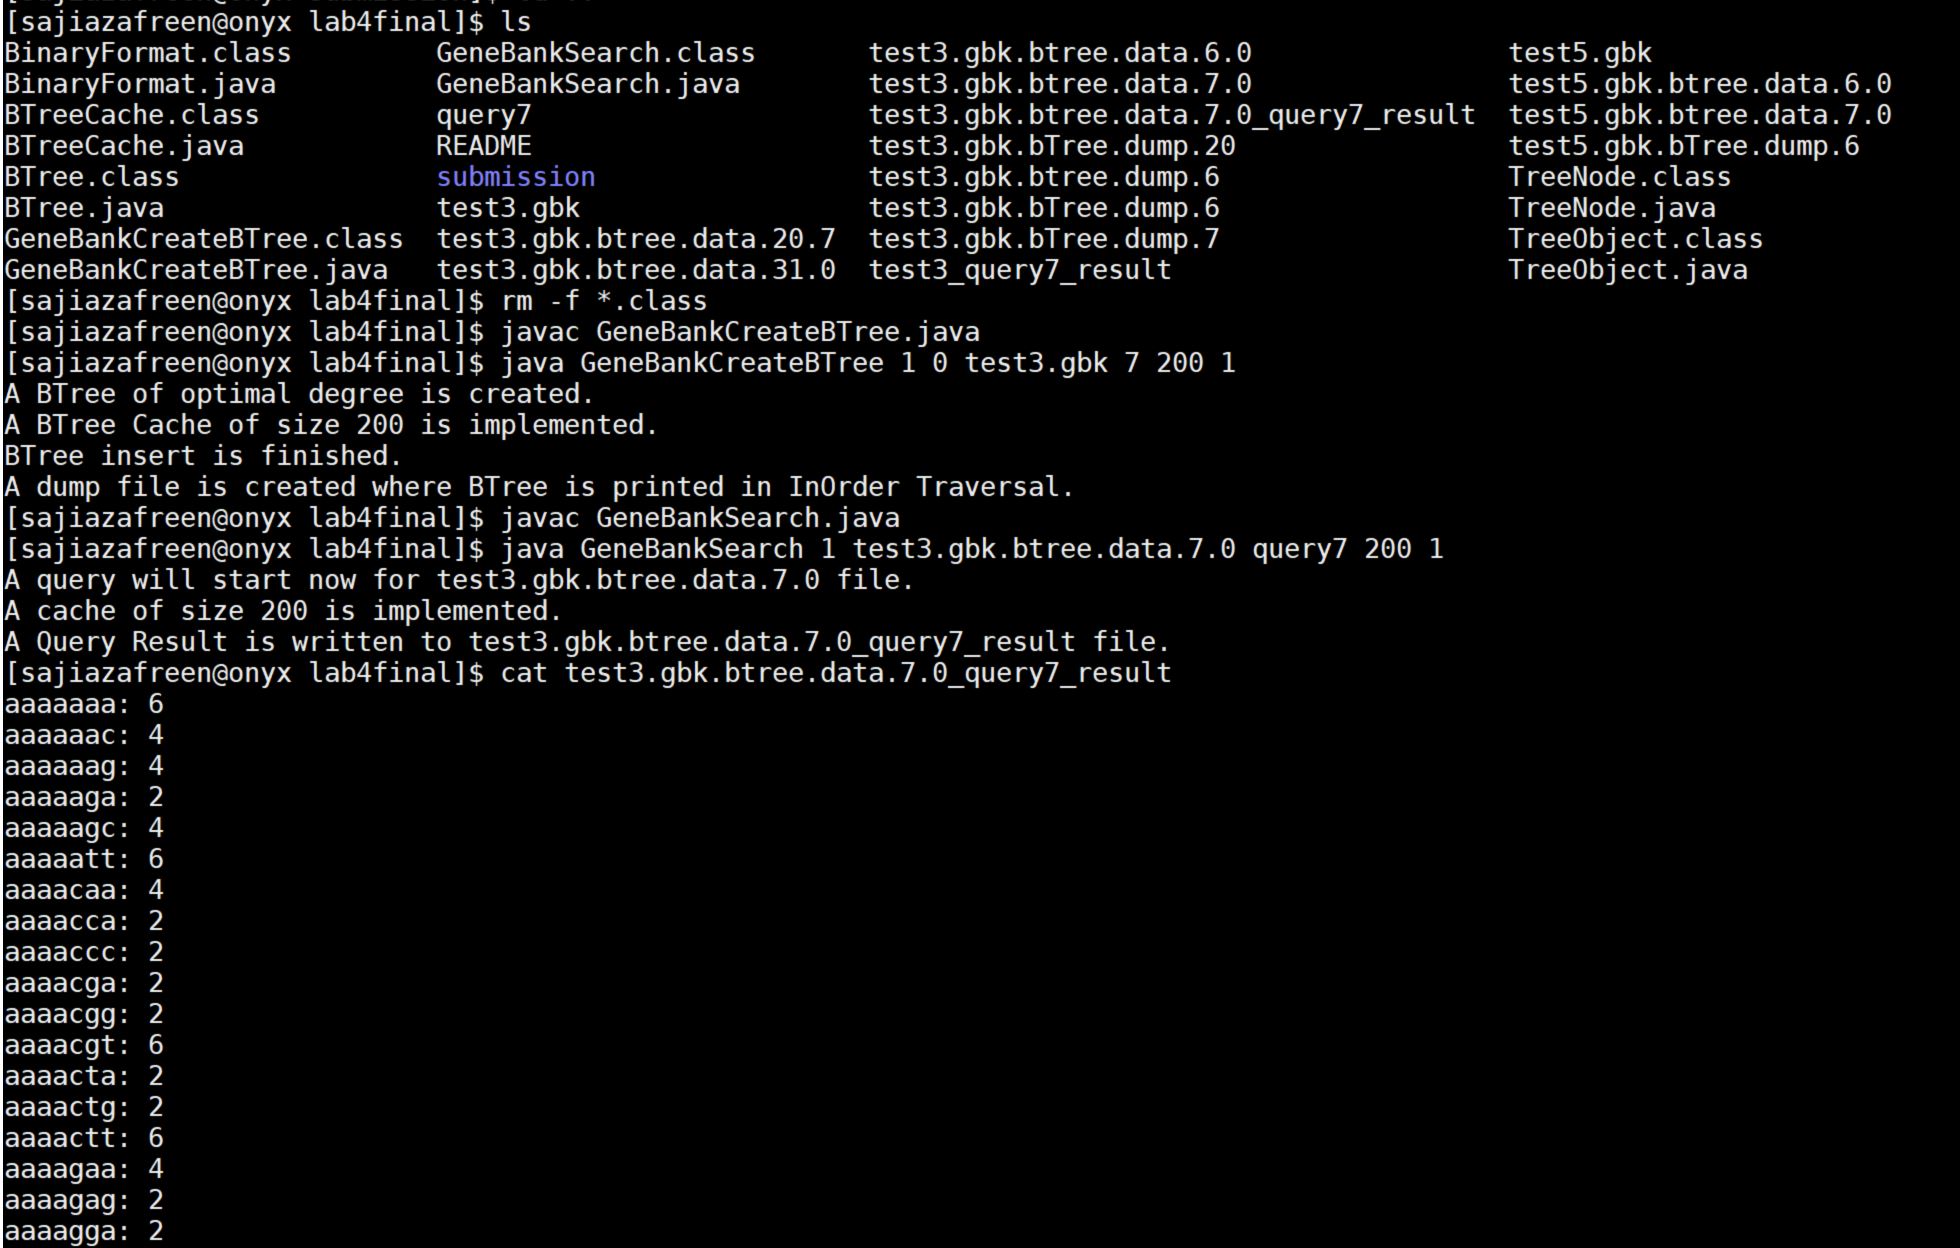 [sajiazafreen@onyx lab4final]$ ls
BinaryFormat.class         GeneBankSearch.class       test3.gbk.btree.data.6.0                test5.gbk
BinaryFormat.java          GeneBankSearch.java        test3.gbk.btree.data.7.0                test5.gbk.btree.data.6.0
BTreeCache.class           query7                     test3.gbk.btree.data.7.0_query7_result  test5.gbk.btree.data.7.0
BTreeCache.java            README                     test3.gbk.bTree.dump.20                 test5.gbk.bTree.dump.6
BTree.class                submission                 test3.gbk.btree.dump.6                  TreeNode.class
BTree.java                 test3.gbk                  test3.gbk.bTree.dump.6                  TreeNode.java
GeneBankCreateBTree.class  test3.gbk.btree.data.20.7  test3.gbk.bTree.dump.7                  TreeObject.class
GeneBankCreateBTree.java   test3.gbk.btree.data.31.0  test3_query7_result                     TreeObject.java
[sajiazafreen@onyx lab4final]$ rm -f *.class
[sajiazafreen@onyx lab4final]$ javac GeneBankCreateBTree.java
[sajiazafreen@onyx lab4final]$ java GeneBankCreateBTree 1 0 test3.gbk 7 200 1
A BTree of optimal degree is created.
A BTree Cache of size 200 is implemented.
BTree insert is finished.
A dump file is created where BTree is printed in InOrder Traversal.
[sajiazafreen@onyx lab4final]$ javac GeneBankSearch.java
[sajiazafreen@onyx lab4final]$ java GeneBankSearch 1 test3.gbk.btree.data.7.0 query7 200 1
A query will start now for test3.gbk.btree.data.7.0 file.
A cache of size 200 is implemented.
A Query Result is written to test3.gbk.btree.data.7.0_query7_result file.
[sajiazafreen@onyx lab4final]$ cat test3.gbk.btree.data.7.0_query7_result
aaaaaaa: 6
aaaaaac: 4
aaaaaag: 4
aaaaaga: 2
aaaaagc: 4
aaaaatt: 6
aaaacaa: 4
aaaacca: 2
aaaaccc: 2
aaaacga: 2
aaaacgg: 2
aaaacgt: 6
aaaacta: 2
aaaactg: 2
aaaactt: 6
aaaagaa: 4
aaaagag: 2
aaaagga: 2